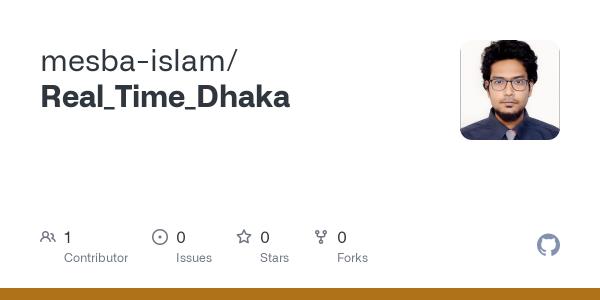 mesba-islam/
Real_Time_Dhaka
1
Contributor
0
Issues
0
Stars
0
Forks